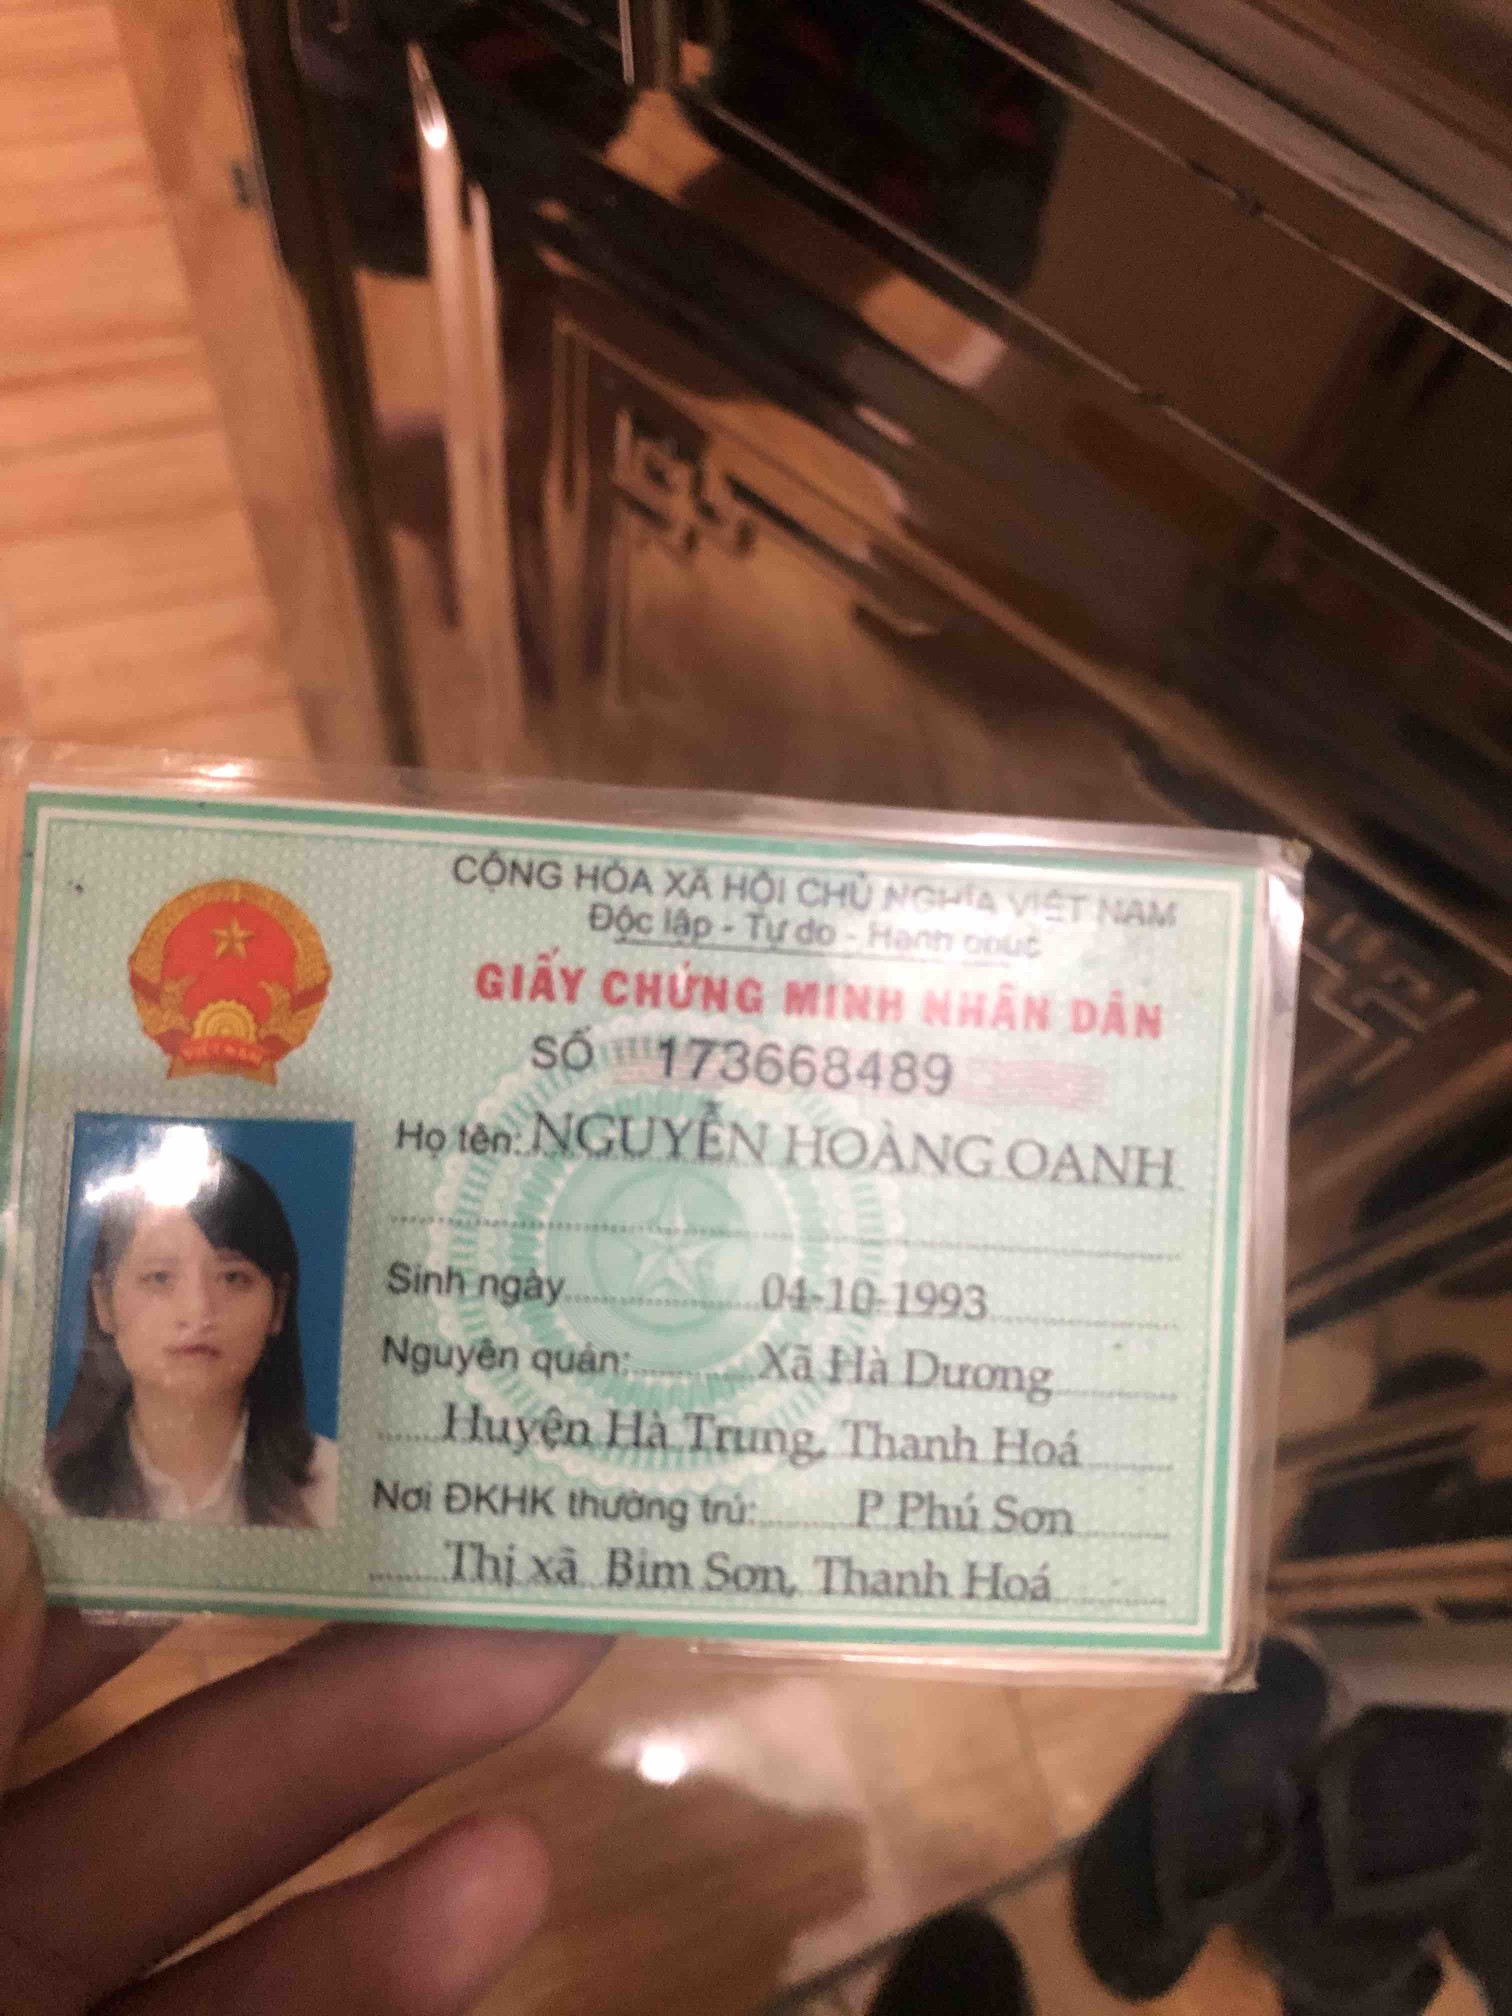 CỘNG HÒA XÃ HỘI CHỦ NGHĨA VIỆT NAM
Độc lập - Tự do - Hạnh phúc
GIẤY CHỨNG MINH NHÂN DÂN
SỐ 173668489
Họ tên: NGUYỄN HOÀNG OANH
Sinh ngày 04-10-1993
Nguyên quán: Xã Hà Dương
Huyện Hà Trung, Thanh Hoá
Nơi ĐKHK thường trú: P Phú Sơn
Thị xã Bỉm Sơn, Thanh Hoá
VIỆT NAM